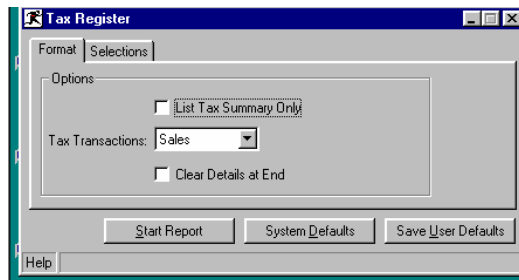 Tax Register
Format Selections
Options
List Tax Summary Only
Tax Transactions: Sales
Clear Details at End
Start Report System Defaults Save User Defaults
Help